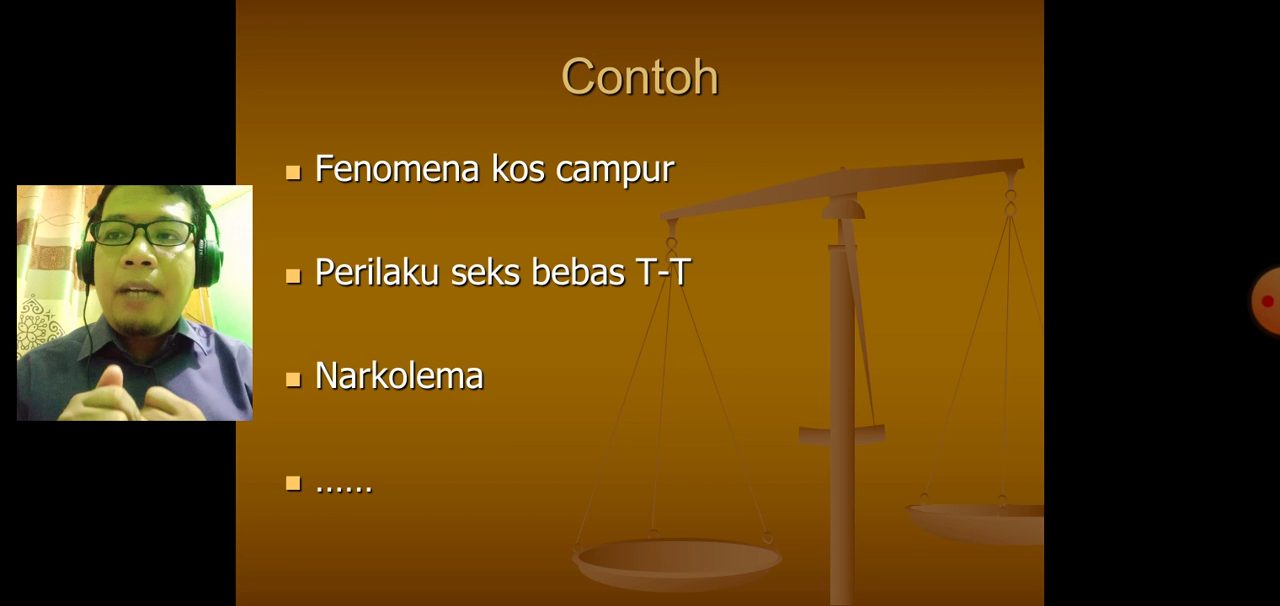 Contoh
Fenomena kos campur
Perilaku seks bebas T-T
Narkolema
......